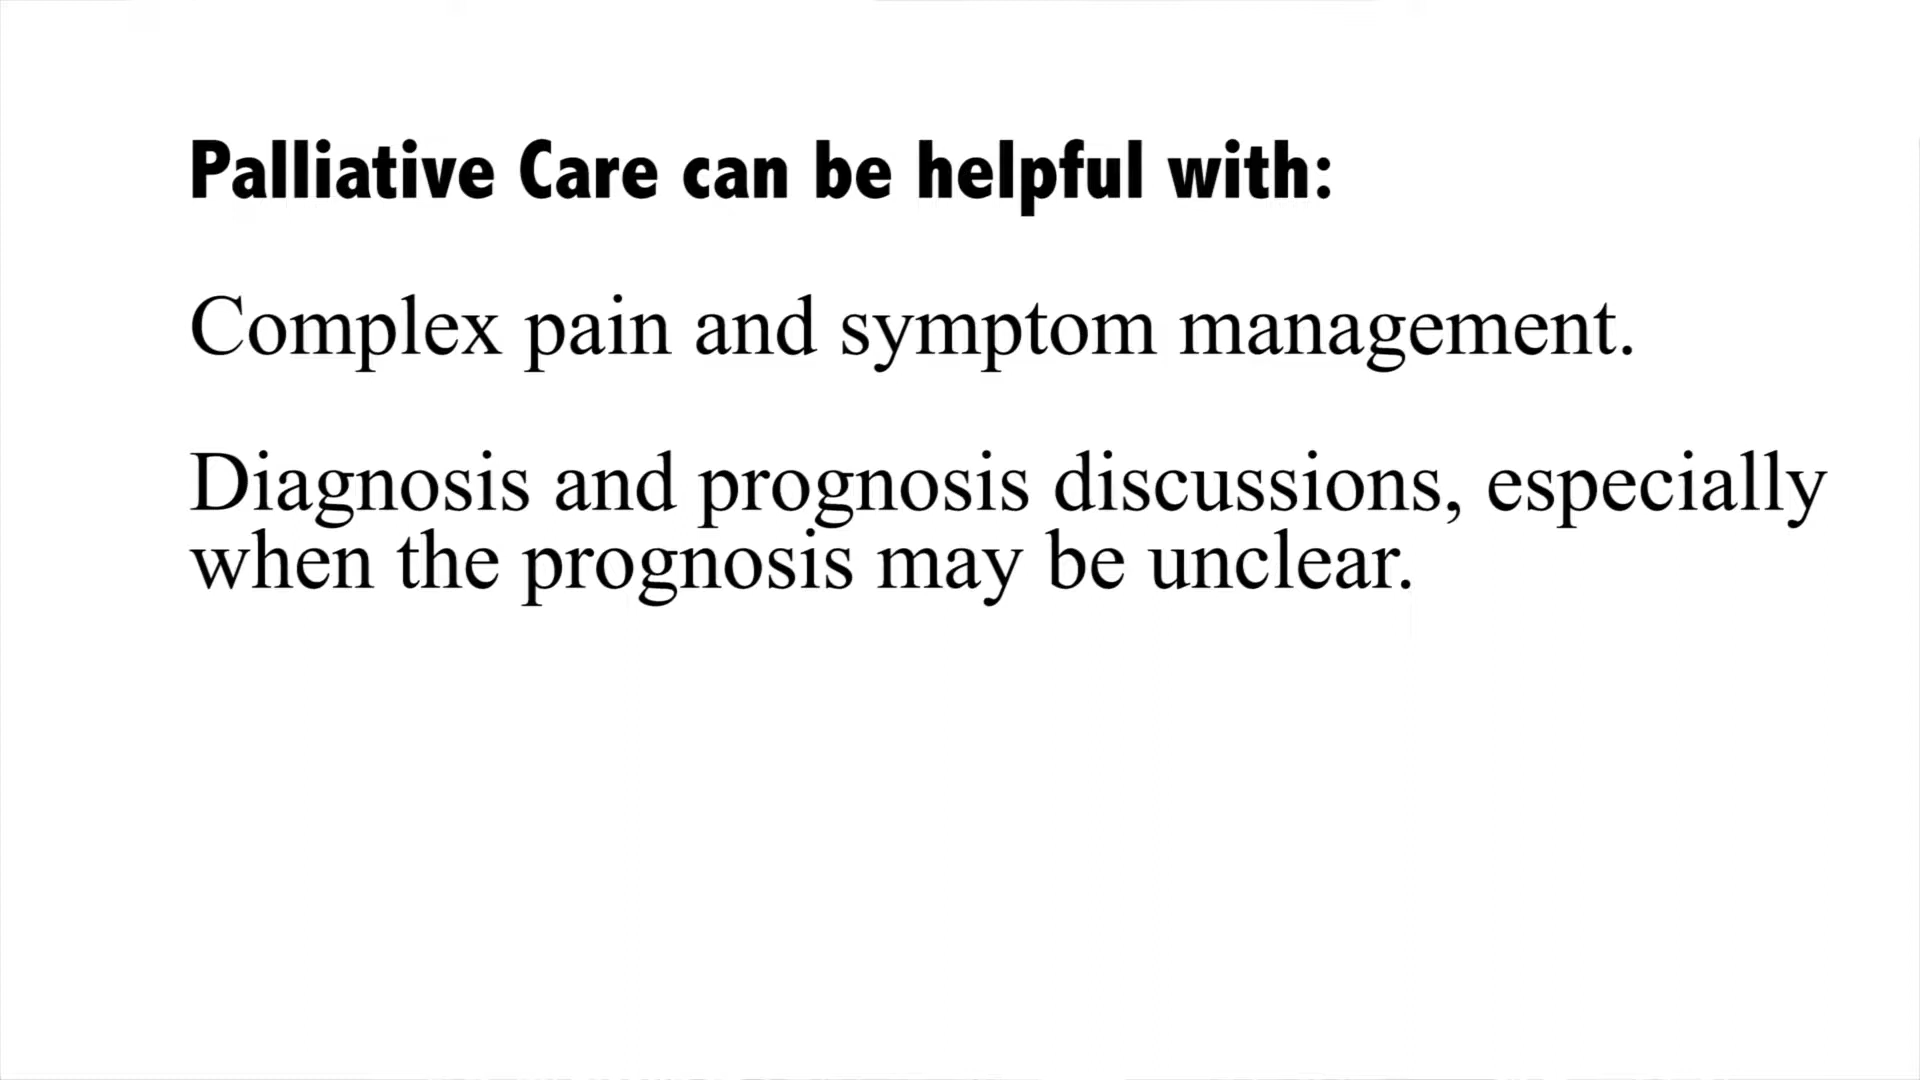 Palliative Care can be helpful with:
Complex pain and symptom management.
Diagnosis and prognosis discussions, especially
when the prognosis may be unclear.